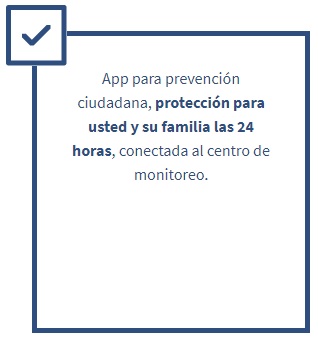 App para prevención
ciudadana, protección para
usted y su familia las 24
horas, conectada al centro de
monitoreo.